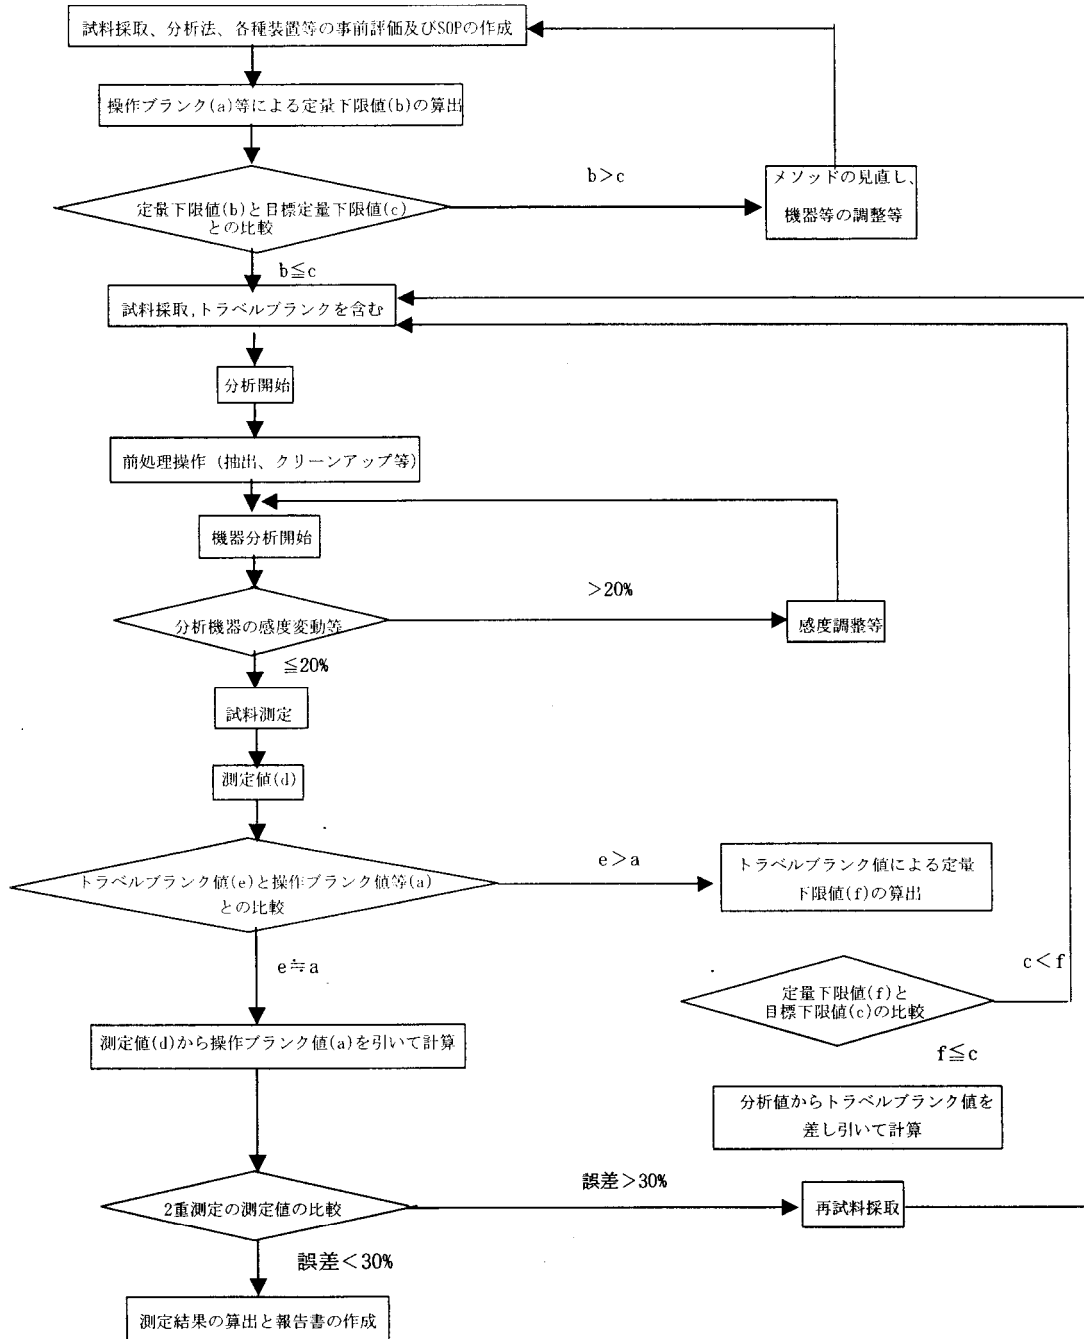 試料採取、分析法、各種装置等の事前評価及びSOPの作成
操作ブランク(a)等による定量下限値(b)の算出
b>c
メソッドの見直し、
機器等の調整等
定量下限値(b)と目標定量下限値(c)
との比較
b≦c
試料採取,トラベルブランクを含む
分析開始
前処理操作（抽出、クリーンアップ等）
機器分析開始
>20%
分析機器の感度変動等
感度調整等
≦20%
試料測定
測定値(d)
トラベルブランク値(e)と操作ブランク値等(a)
との比較
e>a
トラベルブランク値による定量
下限値(f)の算出
e≒a
c<f
定量下限値(f)と
目標下限値(c)の比較
測定値(d)から操作ブランク値(a)を引いて計算
f≦c
分析値からトラベルブランク値を
差し引いて計算
2重測定の測定値の比較
誤差>30%
再試料採取
誤差<30%
測定結果の算出と報告書の作成